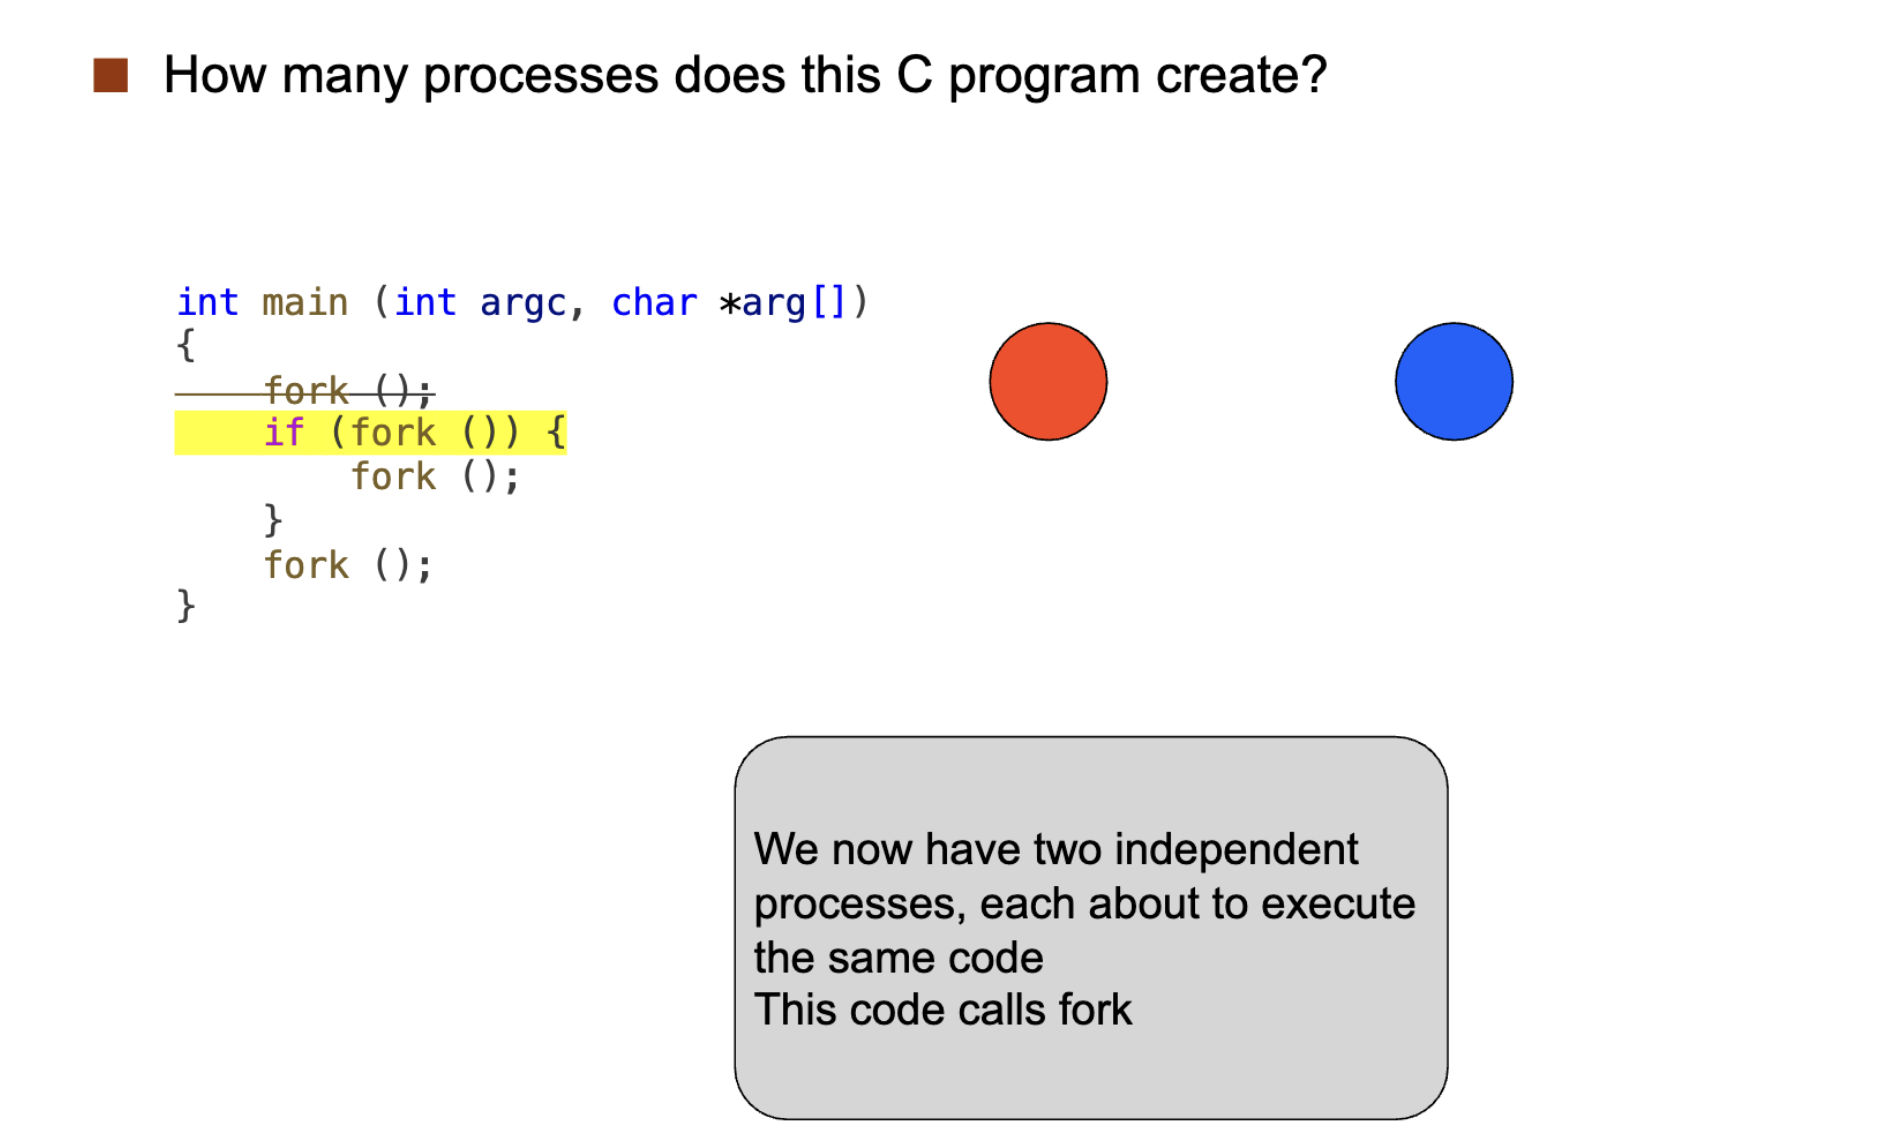 How many processes does this C program create?
int main (int argc, char *arg[])
{
    fork ();
    if (fork ()) {
        fork ();
    }
    fork ();
}
We now have two independent
processes, each about to execute
the same code
This code calls fork